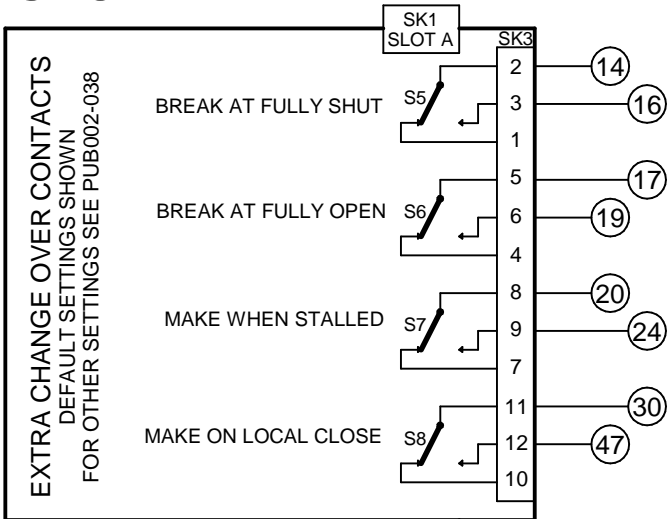 SK1
SLOT A
SK3
EXTRA CHANGE OVER CONTACTS
DEFAULT SETTINGS SHOWN
FOR OTHER SETTINGS SEE PUB002-038
BREAK AT FULLY SHUT
S5
2
14
3
16
1
BREAK AT FULLY OPEN
S6
5
17
6
19
4
MAKE WHEN STALLED
S7
8
20
9
24
7
MAKE ON LOCAL CLOSE
S8
11
30
12
47
10